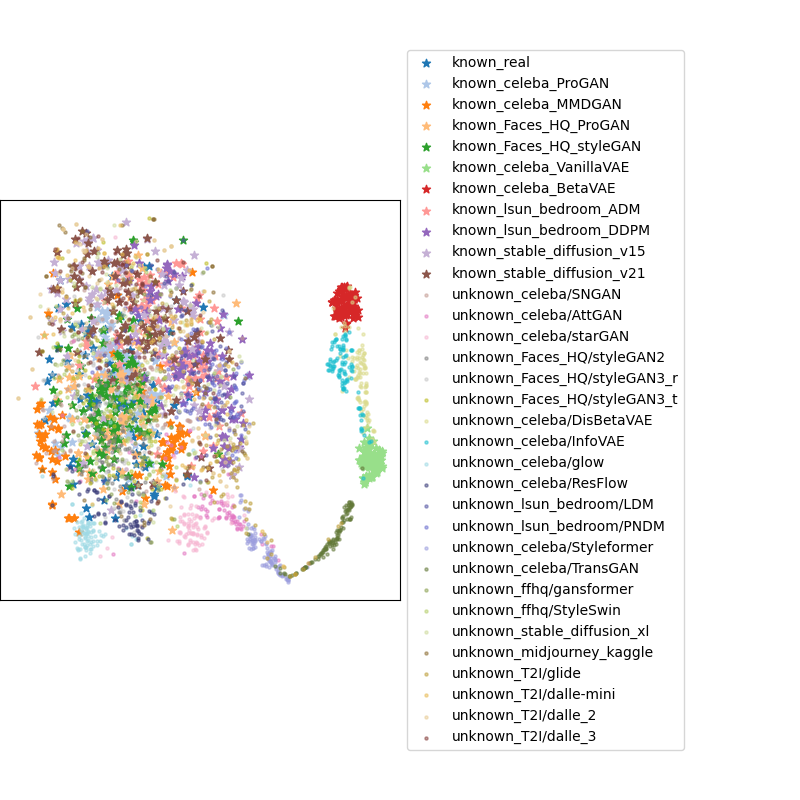 known_real
known_celeba_ProGAN
known_celeba_MMDGAN
known_Faces_HQ_ProGAN
known_Faces_HQ_styleGAN
known_celeba_VanillaVAE
known_celeba_BetaVAE
known_lsun_bedroom_ADM
known_lsun_bedroom_DDPM
known_stable_diffusion_v15
known_stable_diffusion_v21
unknown_celeba/SNGAN
unknown_celeba/AttGAN
unknown_celeba/starGAN
unknown_Faces_HQ/styleGAN2
unknown_Faces_HQ/styleGAN3_r
unknown_Faces_HQ/styleGAN3_t
unknown_celeba/DisBetaVAE
unknown_celeba/InfoVAE
unknown_celeba/glow
unknown_celeba/ResFlow
unknown_lsun_bedroom/LDM
unknown_lsun_bedroom/PNDM
unknown_celeba/Styleformer
unknown_celeba/TransGAN
unknown_ffhq/gansformer
unknown_ffhq/StyleSwin
unknown_stable_diffusion_xl
unknown_midjourney_kaggle
unknown_T2I/glide
unknown_T2I/dalle-mini
unknown_T2I/dalle_2
unknown_T2I/dalle_3